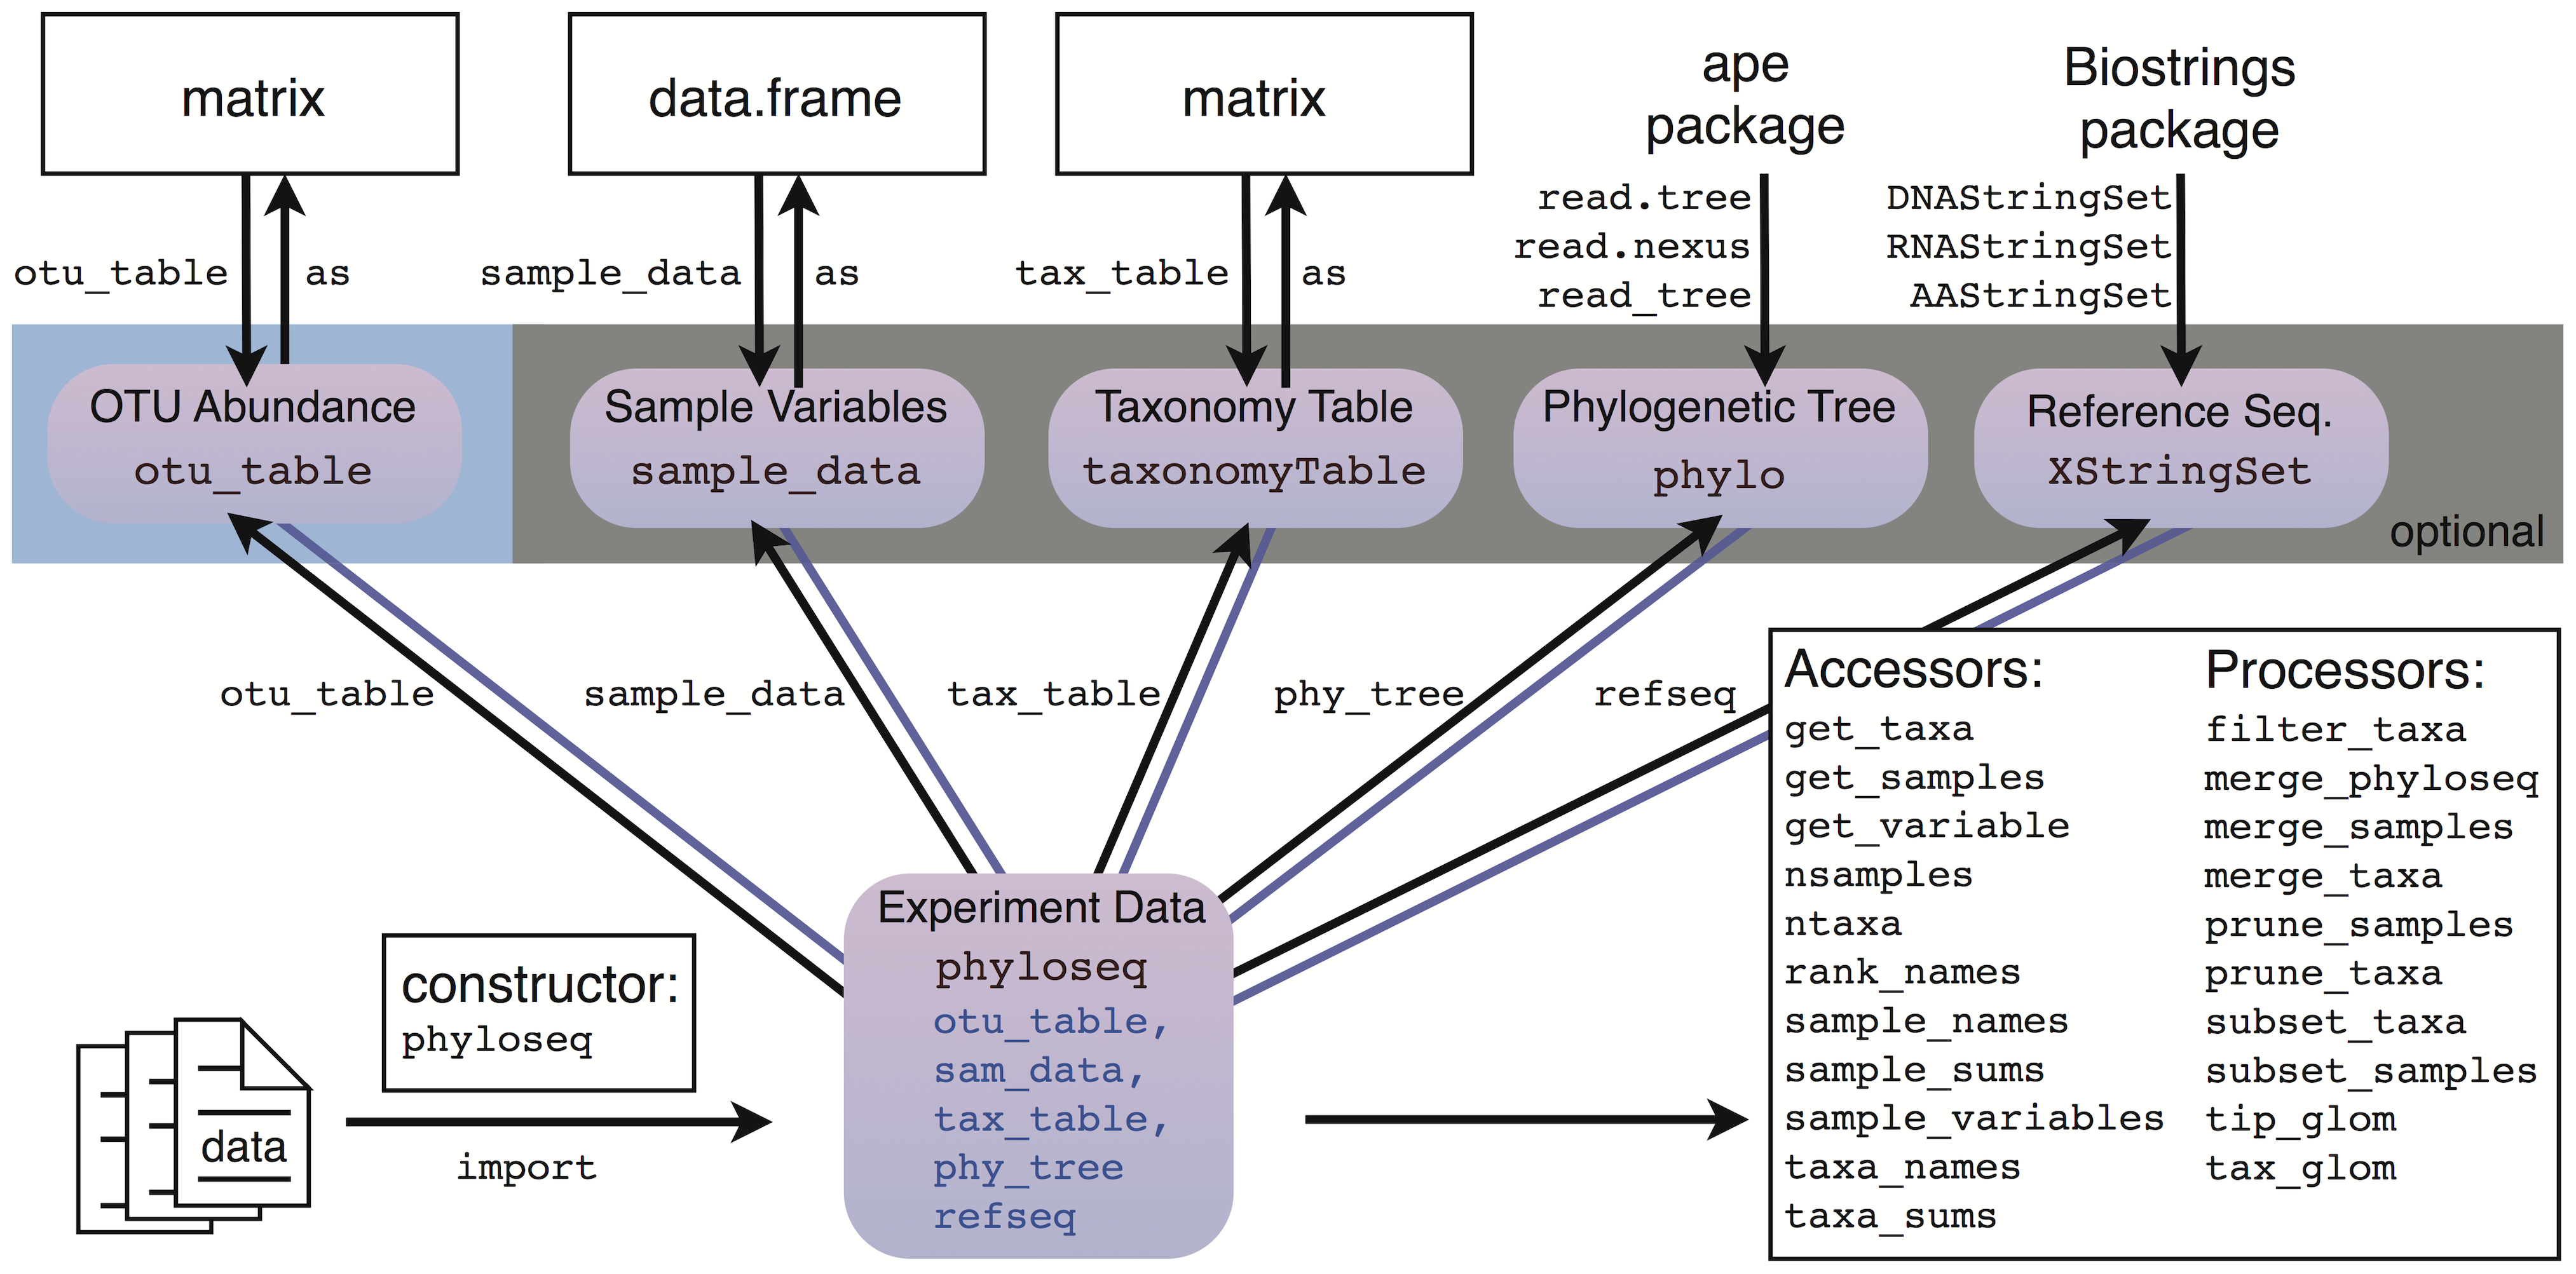 matrix
data.frame
matrix
ape
package
Biostrings
package
otu_table
as
sample_data
as
tax_table
as
read.tree
read.nexus
read_tree
DNAStringSet
RNAStringSet
AAStringSet
OTU Abundance
otu_table
Sample Variables
sample_data
Taxonomy Table
taxonomyTable
Phylogenetic Tree
phylo
Reference Seq.
XStringSet
optional
otu_table
sample_data
tax_table
phy_tree
refseq
data
constructor:
phyloseq
import
Experiment Data
phyloseq
otu_table,
sam_data,
tax_table,
phy_tree
refseq
Accessors:
get_taxa
get_samples
get_variable
nsamples
ntaxa
rank_names
sample_names
sample_sums
sample_variables
taxa_names
taxa_sums
Processors:
filter_taxa
merge_phyloseq
merge_samples
merge_taxa
prune_samples
prune_taxa
subset_taxa
subset_samples
tip_glom
tax_glom